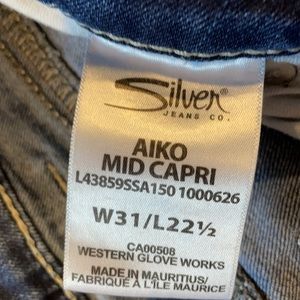 Silver®
JEANS CO.
AIKO
MID CAPRI
L43859SSA150 1000626
W31/L22½
CA00508
WESTERN GLOVE WORKS
MADE IN MAURITIUS/
FABRIQUÉ À L'ÎLE MAURICE